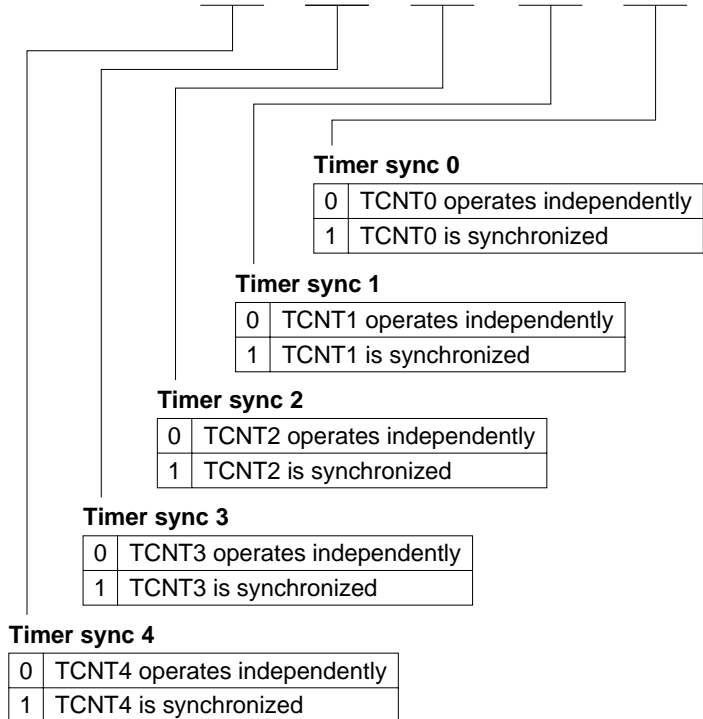 Timer sync 0
0 TCNT0 operates independently
1 TCNT0 is synchronized
Timer sync 1
0 TCNT1 operates independently
1 TCNT1 is synchronized
Timer sync 2
0 TCNT2 operates independently
1 TCNT2 is synchronized
Timer sync 3
0 TCNT3 operates independently
1 TCNT3 is synchronized
Timer sync 4
0 TCNT4 operates independently
1 TCNT4 is synchronized